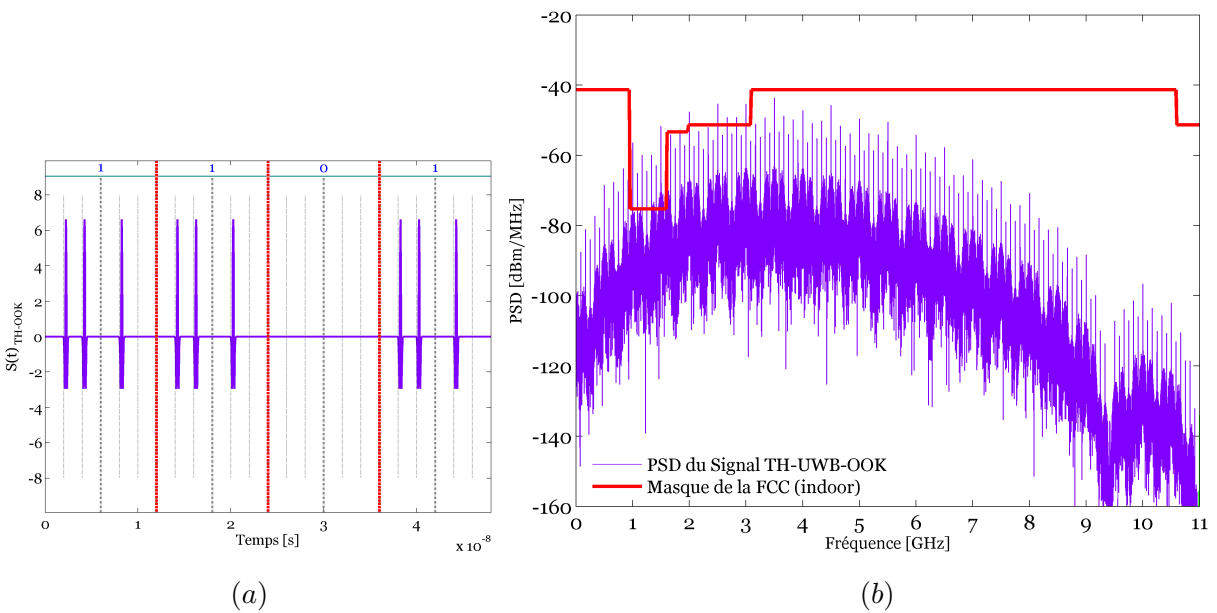 1 1 0 1
8
6
4
2
0
-2
-4
-6
-8
S(t)TH-OOK
0 1 2 3 4
Temps [s]
x 10-8
(a)
-20
-40
-60
-80
-100
-120
-140
-160
PSD [dBm/MHz]
PSD du Signal TH-UWB-OOK
Masque de la FCC (indoor)
0 1 2 3 4 5 6 7 8 9 10 11
Fréquence [GHz]
(b)